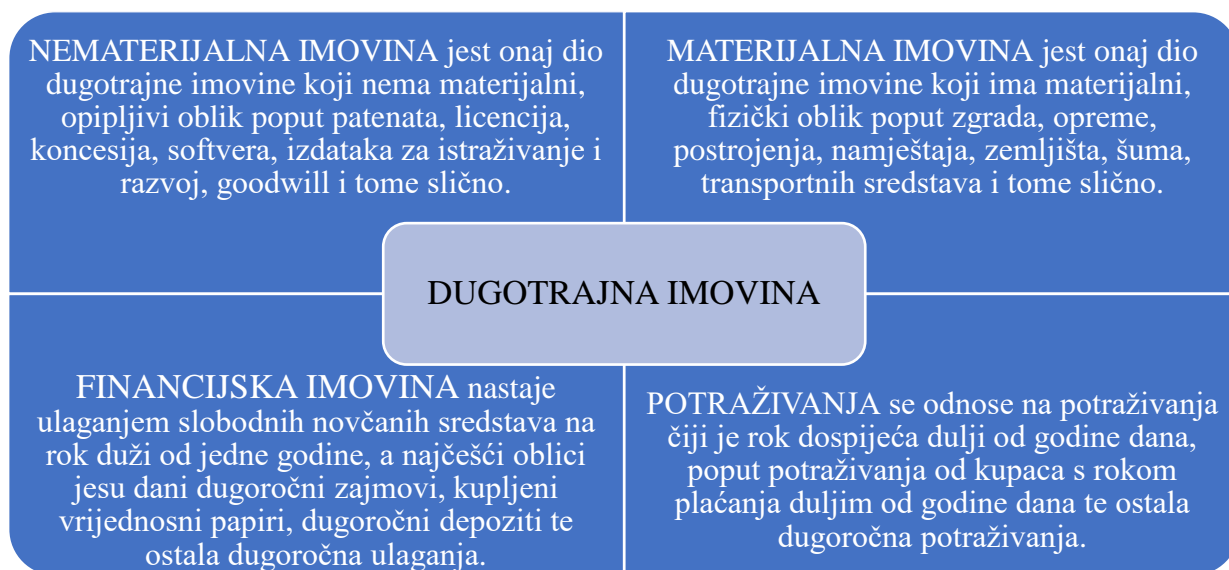 NEMATERIJALNA IMOVINA jest onaj dio
dugotrajne imovine koji nema materijalni,
opipljivi oblik poput patenata, licencija,
koncesija, softvera, izdataka za istraživanje i
razvoj, goodwill i tome slično.
MATERIJALNA IMOVINA jest onaj dio
dugotrajne imovine koji ima materijalni,
fizički oblik poput zgrada, opreme,
postrojenja, namještaja, zemljišta, šuma,
transportnih sredstava i tome slično.
DUGOTRAJNA IMOVINA
FINANCIJSKA IMOVINA nastaje
ulaganjem slobodnih novčanih sredstava na
rok duži od jedne godine, a najčešći oblici
jesu dani dugoročni zajmovi, kupljeni
vrijednosni papiri, dugoročni depoziti te
ostala dugoročna ulaganja.
POTRAŽIVANJA se odnose na potraživanja
čiji je rok dospijeća dulji od godine dana,
poput potraživanja od kupaca s rokom
plaćanja duljim od godine dana te ostala
dugoročna potraživanja.